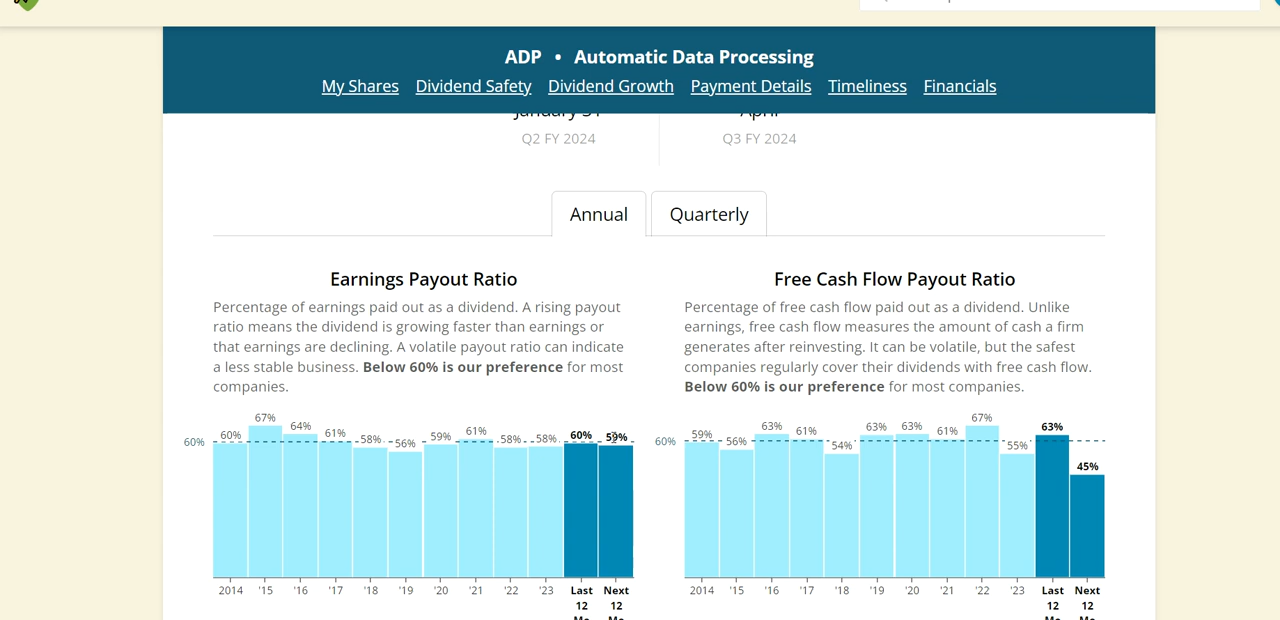 ADP • Automatic Data Processing
My Shares Dividend Safety Dividend Growth Payment Details Timeliness Financials
January 31 April
Q2 FY 2024 Q3 FY 2024
Annual Quarterly
Earnings Payout Ratio
Percentage of earnings paid out as a dividend. A rising payout
ratio means the dividend is growing faster than earnings or
that earnings are declining. A volatile payout ratio can indicate
a less stable business. Below 60% is our preference for most
companies.
60% 60% 67% 64% 61% 58% 56% 59% 61% 58% 58% 60% 59%
2014 '15 '16 '17 '18 '19 '20 '21 '22 '23 Last Next
12 12
Mo Mo
Free Cash Flow Payout Ratio
Percentage of free cash flow paid out as a dividend. Unlike
earnings, free cash flow measures the amount of cash a firm
generates after reinvesting. It can be volatile, but the safest
companies regularly cover their dividends with free cash flow.
Below 60% is our preference for most companies.
60% 59% 56% 63% 61% 54% 63% 63% 61% 67% 55% 63% 45%
2014 '15 '16 '17 '18 '19 '20 '21 '22 '23 Last Next
12 12
Mo Mo